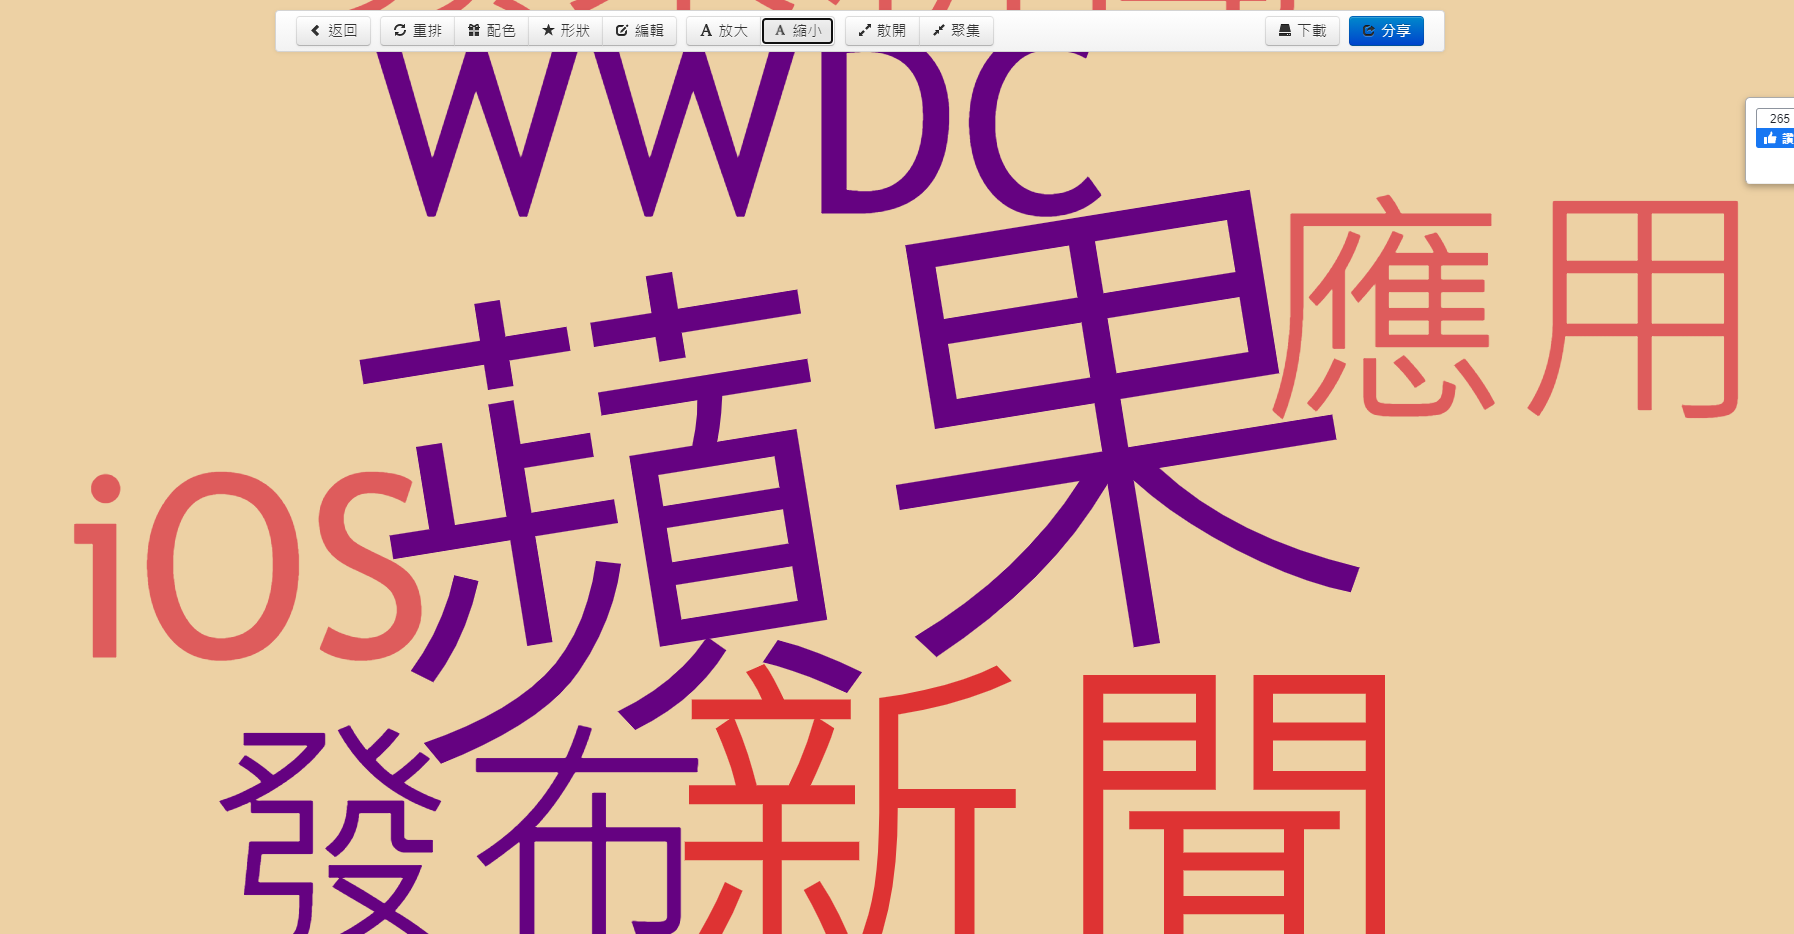 返回 重排 配色 形狀 編輯 A 放大 A 縮小 散開 聚集 下載 分享
WWDC
265
讚
應用
蘋果
iOS
新聞
發布